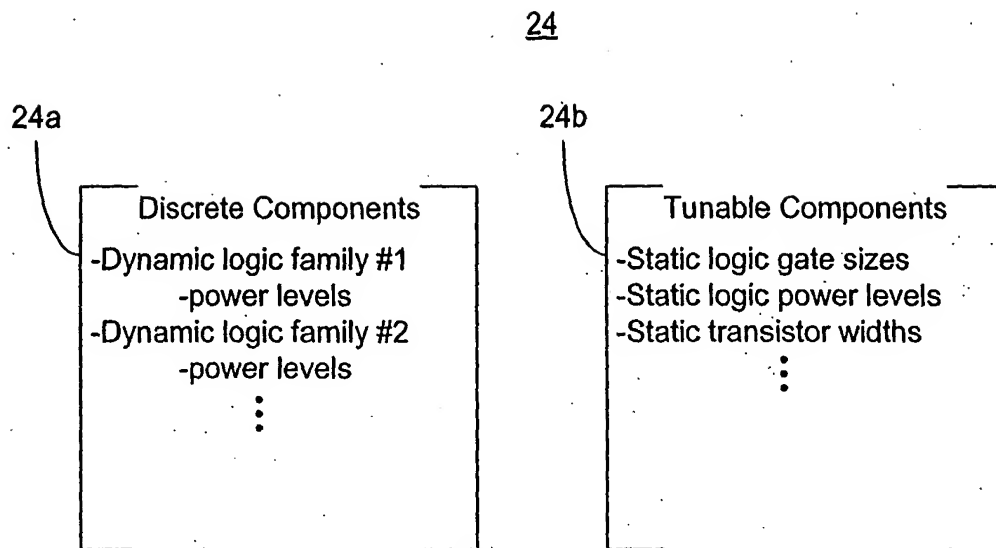 24
24a
24b
Discrete Components
-Dynamic logic family #1
-power levels
-Dynamic logic family #2
-power levels
Tunable Components
-Static logic gate sizes
-Static logic power levels
-Static transistor widths